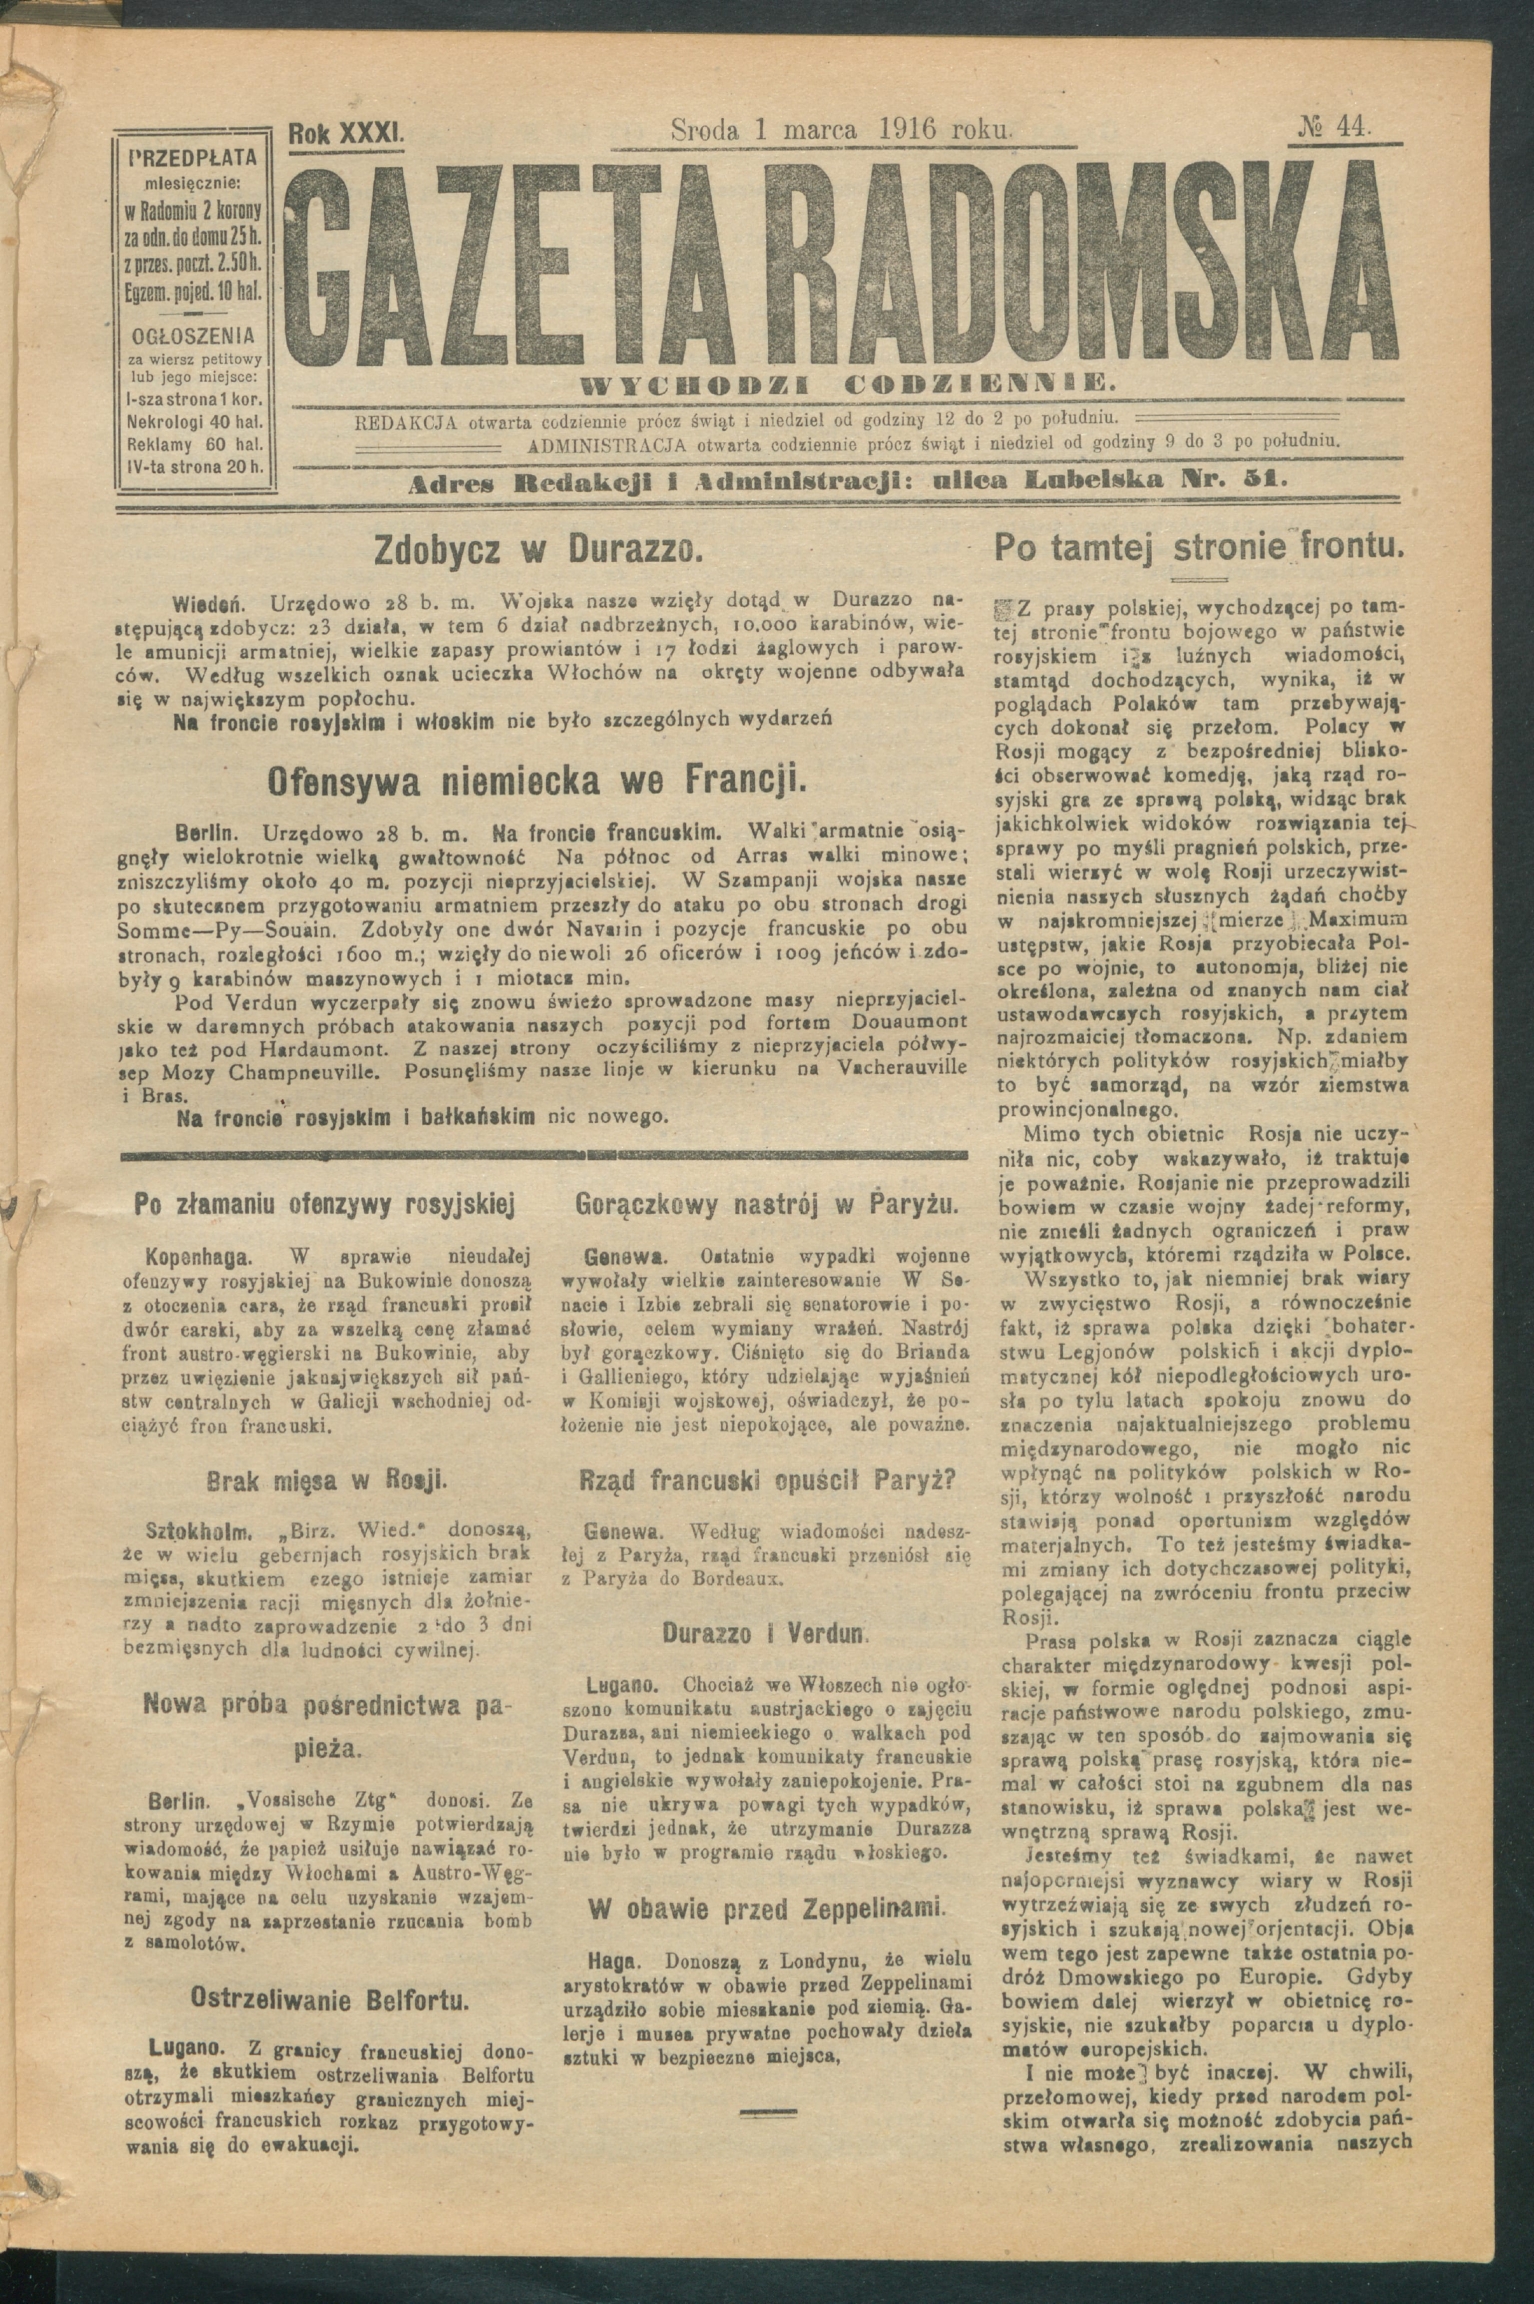 Rok XXXI.
Sroda 1 marca 1916 roku.
№ 44.
PRZEDPŁATA
miesięcznie:
w Radomiu 2 korony
za odn. do domu 25 h.
z przes. poczt. 2.50 h.
Egzem. pojed. 10 hal.
OGŁOSZENIA
za wiersz petitowy
lub jego miejsce:
I-sza strona 1 kor.
Nekrologi 40 hal.
Reklamy 60 hal.
IV-ta strona 20 h.
GAZETA RADOMSKA
WYCHODZI CODZIENNIE.
REDAKCJA otwarta codziennie prócz świąt i niedziel od godziny 12 do 2 po południu.
ADMINISTRACJA otwarta codziennie prócz świąt i niedziel od godziny 9 do 3 po południu.
Adres Redakcji i Administracji: ulica Lubelska Nr. 51.
Zdobycz w Durazzo.
Wiedeń. Urzędowo 28 b. m. Wojska nasze wzięły dotąd w Durazzo na-
stępującą zdobycz: 23 działa, w tem 6 dział nadbrzeżnych, 10,000 karabinów, wie-
le amunicji armatniej, wielkie zapasy prowiantów i 17 łodzi żaglowych i parow-
ców. Według wszelkich oznak ucieczka Włochów na okręty wojenne odbywała
się w największym popłochu.
Na froncie rosyjskim i włoskim nie było szczególnych wydarzeń
Ofensywa niemiecka we Francji.
Berlin. Urzędowo 28 b. m. Na froncie francuskim. Walki armatnie osią-
gnęły wielokrotnie wielką gwałtowność Na północ od Arras walki minowe;
zniszczyliśmy około 40 m. pozycji nieprzyjacielskiej. W Szampanji wojska nasze
po skutecznem przygotowaniu armatniem przeszły do ataku po obu stronach drogi
Somme—Py—Souain. Zdobyły one dwór Navarin i pozycje francuskie po obu
stronach, rozległości 1600 m.; wzięły do niewoli 26 oficerów i 1009 jeńców i zdo-
były 9 karabinów maszynowych i 1 miotacz min.
Pod Verdun wyczerpały się znowu świeżo sprowadzone masy nieprzyjaciel-
skie w daremnych próbach atakowania naszych pozycji pod fortem Douaumont
jako też pod Hardaumont. Z naszej strony oczyściliśmy z nieprzyjaciela półwy-
sep Mozy Champneuville. Posunęliśmy nasze linje w kierunku na Vacherauville
i Bras.
Na froncie rosyjskim i bałkańskim nic nowego.
Po złamaniu ofenzywy rosyjskiej
Kopenhaga. W sprawie nieudałej
ofenzywy rosyjskiej na Bukowinie donoszą
z otoczenia cara, że rząd francuski prosił
dwór carski, aby za wszelką cenę złamać
front austro-węgierski na Bukowinie, aby
przez uwięzienie jaknajwiększych sił pań-
stw centralnych w Galicji wschodniej od-
ciążyć fron francuski.
Brak mięsa w Rosji.
Sztokholm. „Birz. Wied.“ donoszą,
że w wielu gebernjach rosyjskich brak
mięsa, skutkiem czego istnieje zamiar
zmniejszenia racji mięsnych dla żołnie-
rzy a nadto zaprowadzenie 2 do 3 dni
bezmięsnych dla ludności cywilnej.
Nowa próba pośrednictwa pa-
pieża.
Berlin. „Vossische Ztg“ donosi. Ze
strony urzędowej w Rzymie potwierdzają
wiadomość, że papież usiłuje nawiązać ro-
kowania między Włochami a Austro-Węg-
rami, mające na celu uzyskanie wzajem-
nej zgody na zaprzestanie rzucania bomb
z samolotów.
Ostrzeliwanie Belfortu.
Lugano. Z granicy francuskiej dono-
szą, że skutkiem ostrzeliwania Belfortu
otrzymali mieszkańcy granicznych miej-
scowości francuskich rozkaz przygotowy-
wania się do ewakuacji.
Gorączkowy nastrój w Paryżu.
Genewa. Ostatnie wypadki wojenne
wywołały wielkie zainteresowanie W Se-
nacie i Izbie zebrali się senatorowie i po-
słowie, celem wymiany wrażeń. Nastrój
był gorączkowy. Ciśnięto się do Brianda
i Gallieniego, który udzielając wyjaśnień
w Komisji wojskowej, oświadczył, że po-
łożenie nie jest niepokojące, ale poważne.
Rząd francuski opuścił Paryż?
Genewa. Według wiadomości nadesz-
łej z Paryża, rząd francuski przeniósł się
z Paryża do Bordeaux.
Durazzo i Verdun.
Lugano. Chociaż we Włoszech nie ogło-
szono komunikatu austrjackiego o zajęciu
Durazza, ani niemieckiego o walkach pod
Verdun, to jednak komunikaty francuskie
i angielskie wywołały zaniepokojenie. Pra-
sa nie ukrywa powagi tych wypadków,
twierdzi jednak, że utrzymanie Durazza
nie było w programie rządu włoskiego.
W obawie przed Zeppelinami.
Haga. Donoszą z Londynu, że wielu
arystokratów w obawie przed Zeppelinami
urządziło sobie mieszkanie pod ziemią. Ga-
lerje i muzea prywatne pochowały dzieła
sztuki w bezpieczne miejsca,
Po tamtej stronie frontu.
Z prasy polskiej, wychodzącej po tam-
tej stronie frontu bojowego w państwie
rosyjskiem i z luźnych wiadomości,
stamtąd dochodzących, wynika, iż w
poglądach Polaków tam przebywają-
cych dokonał się przełom. Polacy w
Rosji mogący z bezpośredniej blisko-
ści obserwować komedję, jaką rząd ro-
syjski gra ze sprawą polską, widząc brak
jakichkolwiek widoków rozwiązania tej
sprawy po myśli pragnień polskich, prze-
stali wierzyć w wolę Rosji urzeczywist-
nienia naszych słusznych żądań choćby
w najskromniejszej mierze. Maximum
ustępstw, jakie Rosja przyobiecała Pol-
sce po wojnie, to autonomja, bliżej nie
określona, zależna od znanych nam ciał
ustawodawczych rosyjskich, a przytem
najrozmaiciej tłomaczona. Np. zdaniem
niektórych polityków rosyjskich miałby
to być samorząd, na wzór ziemstwa
prowincjonalnego.
Mimo tych obietnic Rosja nie uczy-
niła nic, coby wskazywało, iż traktuje
je poważnie. Rosjanie nie przeprowadzili
bowiem w czasie wojny żadej reformy,
nie znieśli żadnych ograniczeń i praw
wyjątkowych, któremi rządziła w Polsce.
Wszystko to, jak niemniej brak wiary
w zwycięstwo Rosji, a równocześnie
fakt, iż sprawa polska dzięki bohater-
stwu Legjonów polskich i akcji dyplo-
matycznej kół niepodległościowych uro-
sła po tylu latach spokoju znowu do
znaczenia najaktualniejszego problemu
międzynarodowego, nie mogło nic
wpłynąć na polityków polskich w Ro-
sji, którzy wolność i przyszłość narodu
stawiają ponad oportunizm względów
materjalnych. To też jesteśmy świadka-
mi zmiany ich dotychczasowej polityki,
polegającej na zwróceniu frontu przeciw
Rosji.
Prasa polska w Rosji zaznacza ciągle
charakter międzynarodowy kwesji pol-
skiej, w formie oględnej podnosi aspi-
racje państwowe narodu polskiego, zmu-
szając w ten sposób do zajmowania się
sprawą polską prasę rosyjską, która nie-
mal w całości stoi na zgubnem dla nas
stanowisku, iż sprawa polska jest we-
wnętrzną sprawą Rosji.
Jesteśmy też świadkami, że nawet
najoporniejsi wyznawcy wiary w Rosji
wytrzeźwiają się ze swych złudzeń ro-
syjskich i szukają nowej orjentacji. Obja
wem tego jest zapewne także ostatnia po-
dróż Dmowskiego po Europie. Gdyby
bowiem dalej wierzył w obietnicę ro-
syjskie, nie szukałby poparcia u dyplo-
matów europejskich.
I nie może być inaczej. W chwili,
przełomowej, kiedy przed narodem pol-
skim otwarła się możność zdobycia pań-
stwa własnego, zrealizowania naszych